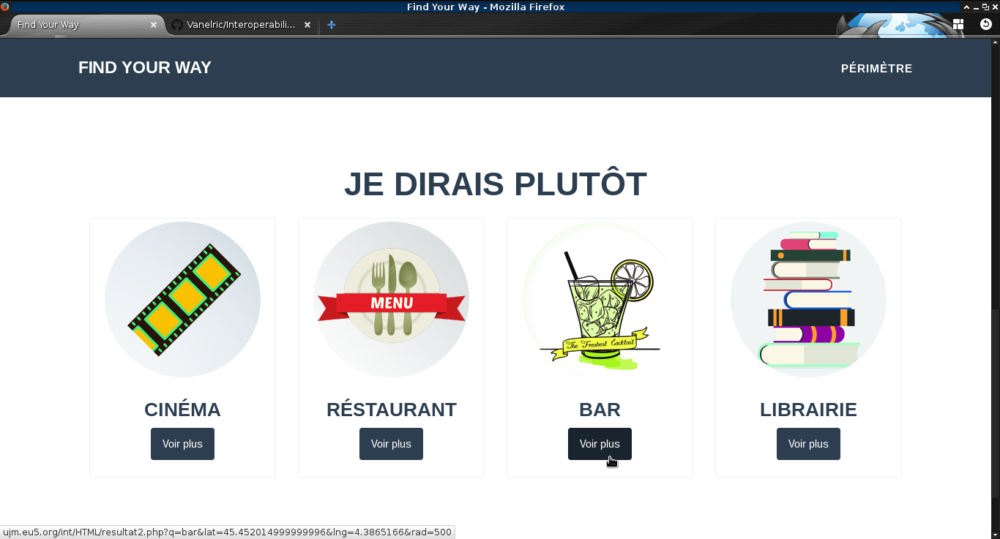 Find Your Way - Mozilla Firefox
Find Your Way
Vanelric/Interoperabili...
FIND YOUR WAY
PÉRIMÈTRE
JE DIRAIS PLUTÔT
MENU
The Freshest Cocktail
CINÉMA
RÉSTAURANT
BAR
LIBRAIRIE
Voir plus
Voir plus
Voir plus
Voir plus
ujm.eu5.org/int/HTML/resultat2.php?q=bar&lat=45.452014999999996&lng=4.3865166&rad=500